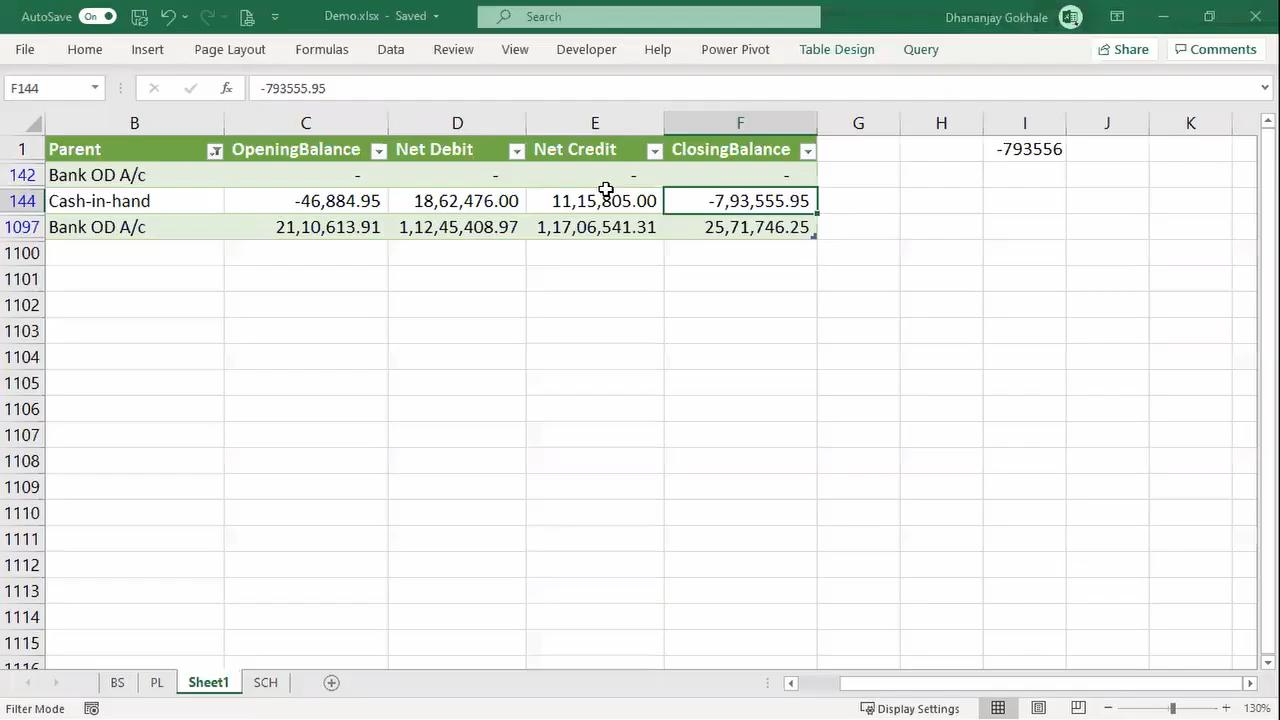 AutoSave On Demo.xlsx - Saved Search Dhananjay Gokhale
File Home Insert Page Layout Formulas Data Review View Developer Help Power Pivot Table Design Query Share Comments
F144 fx -793555.95
B C D E F G H I J K
1 Parent OpeningBalance Net Debit Net Credit ClosingBalance -793556
142 Bank OD A/c - - - -
144 Cash-in-hand -46,884.95 18,62,476.00 11,15,805.00 -7,93,555.95
1097 Bank OD A/c 21,10,613.91 1,12,45,408.97 1,17,06,541.31 25,71,746.25
1100
1101
1102
1103
1104
1105
1106
1107
1108
1109
1110
1111
1112
1113
1114
1115
1116
BS PL Sheet1 SCH
Filter Mode Display Settings 130%